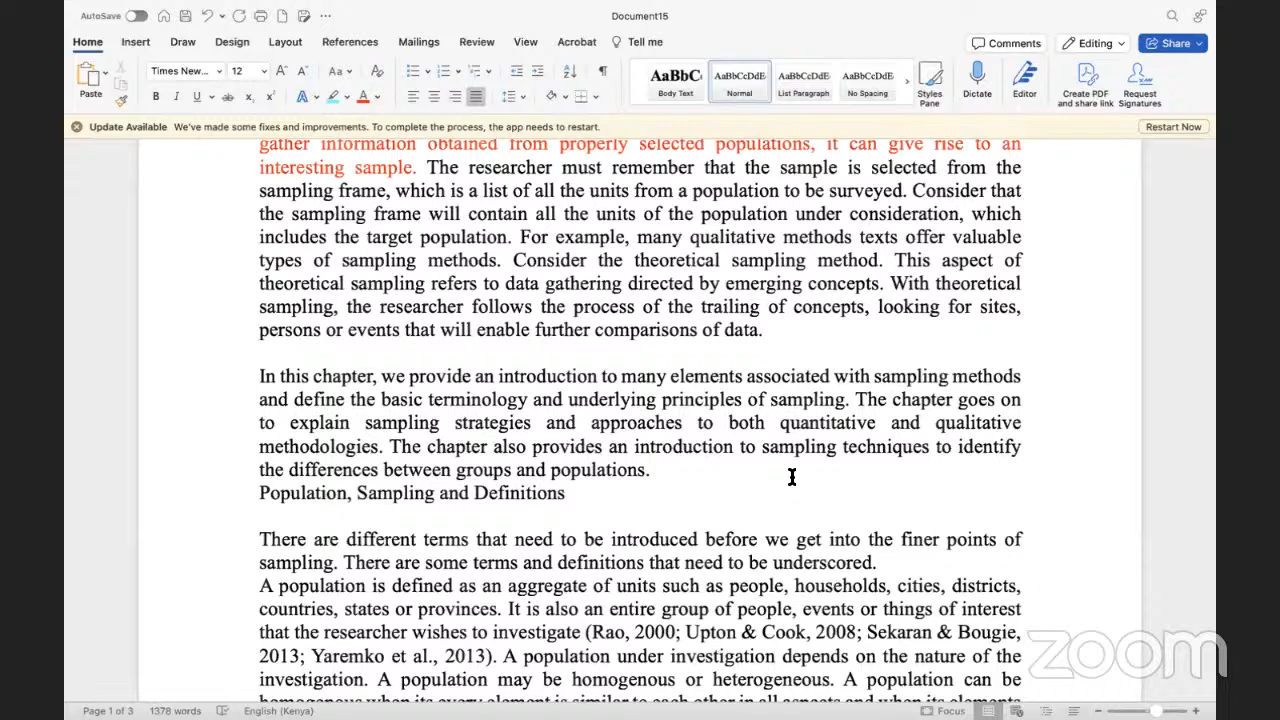 AutoSave
Document15
Home Insert Draw Design Layout References Mailings Review View Acrobat Tell me
Comments Editing Share
Paste
Times New... 12
AaBbC AaBbCcDdE AaBbCcDdE AaBbCcDdE
Body Text Normal List Paragraph No Spacing
Styles Pane
Dictate
Editor
Create PDF and share link
Request Signatures
Update Available We've made some fixes and improvements. To complete the process, the app needs to restart. Restart Now
gather information obtained from properly selected populations, it can give rise to an
interesting sample. The researcher must remember that the sample is selected from the
sampling frame, which is a list of all the units from a population to be surveyed. Consider that
the sampling frame will contain all the units of the population under consideration, which
includes the target population. For example, many qualitative methods texts offer valuable
types of sampling methods. Consider the theoretical sampling method. This aspect of
theoretical sampling refers to data gathering directed by emerging concepts. With theoretical
sampling, the researcher follows the process of the trailing of concepts, looking for sites,
persons or events that will enable further comparisons of data.
In this chapter, we provide an introduction to many elements associated with sampling methods
and define the basic terminology and underlying principles of sampling. The chapter goes on
to explain sampling strategies and approaches to both quantitative and qualitative
methodologies. The chapter also provides an introduction to sampling techniques to identify
the differences between groups and populations.
Population, Sampling and Definitions
There are different terms that need to be introduced before we get into the finer points of
sampling. There are some terms and definitions that need to be underscored.
A population is defined as an aggregate of units such as people, households, cities, districts,
countries, states or provinces. It is also an entire group of people, events or things of interest
that the researcher wishes to investigate (Rao, 2000; Upton & Cook, 2008; Sekaran & Bougie,
2013; Yaremko et al., 2013). A population under investigation depends on the nature of the
investigation. A population may be homogenous or heterogeneous. A population can be
homogenous when its every element is similar to each other in all aspects and when its elements
zoom
Page 1 of 3 1378 words English (Kenya) Focus